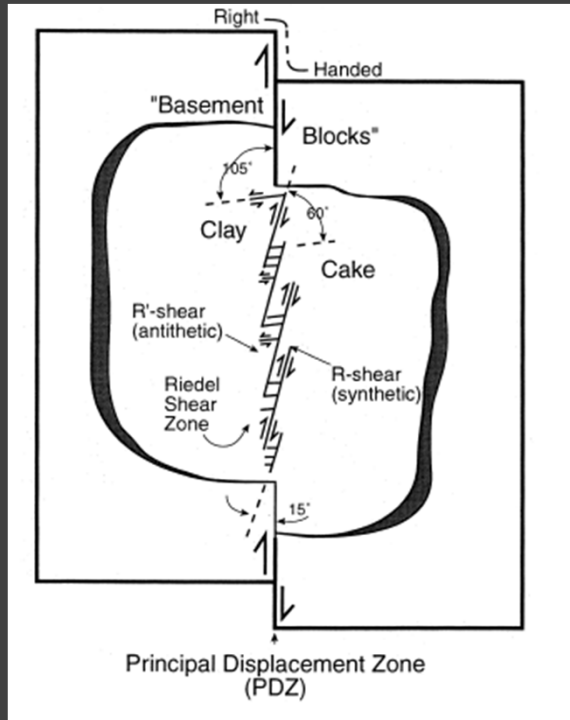 Right
Handed
"Basement
Blocks"
105°
60°
Clay
Cake
R'-shear
(antithetic)
R-shear
(synthetic)
Riedel
Shear
Zone
15°
Principal Displacement Zone
(PDZ)